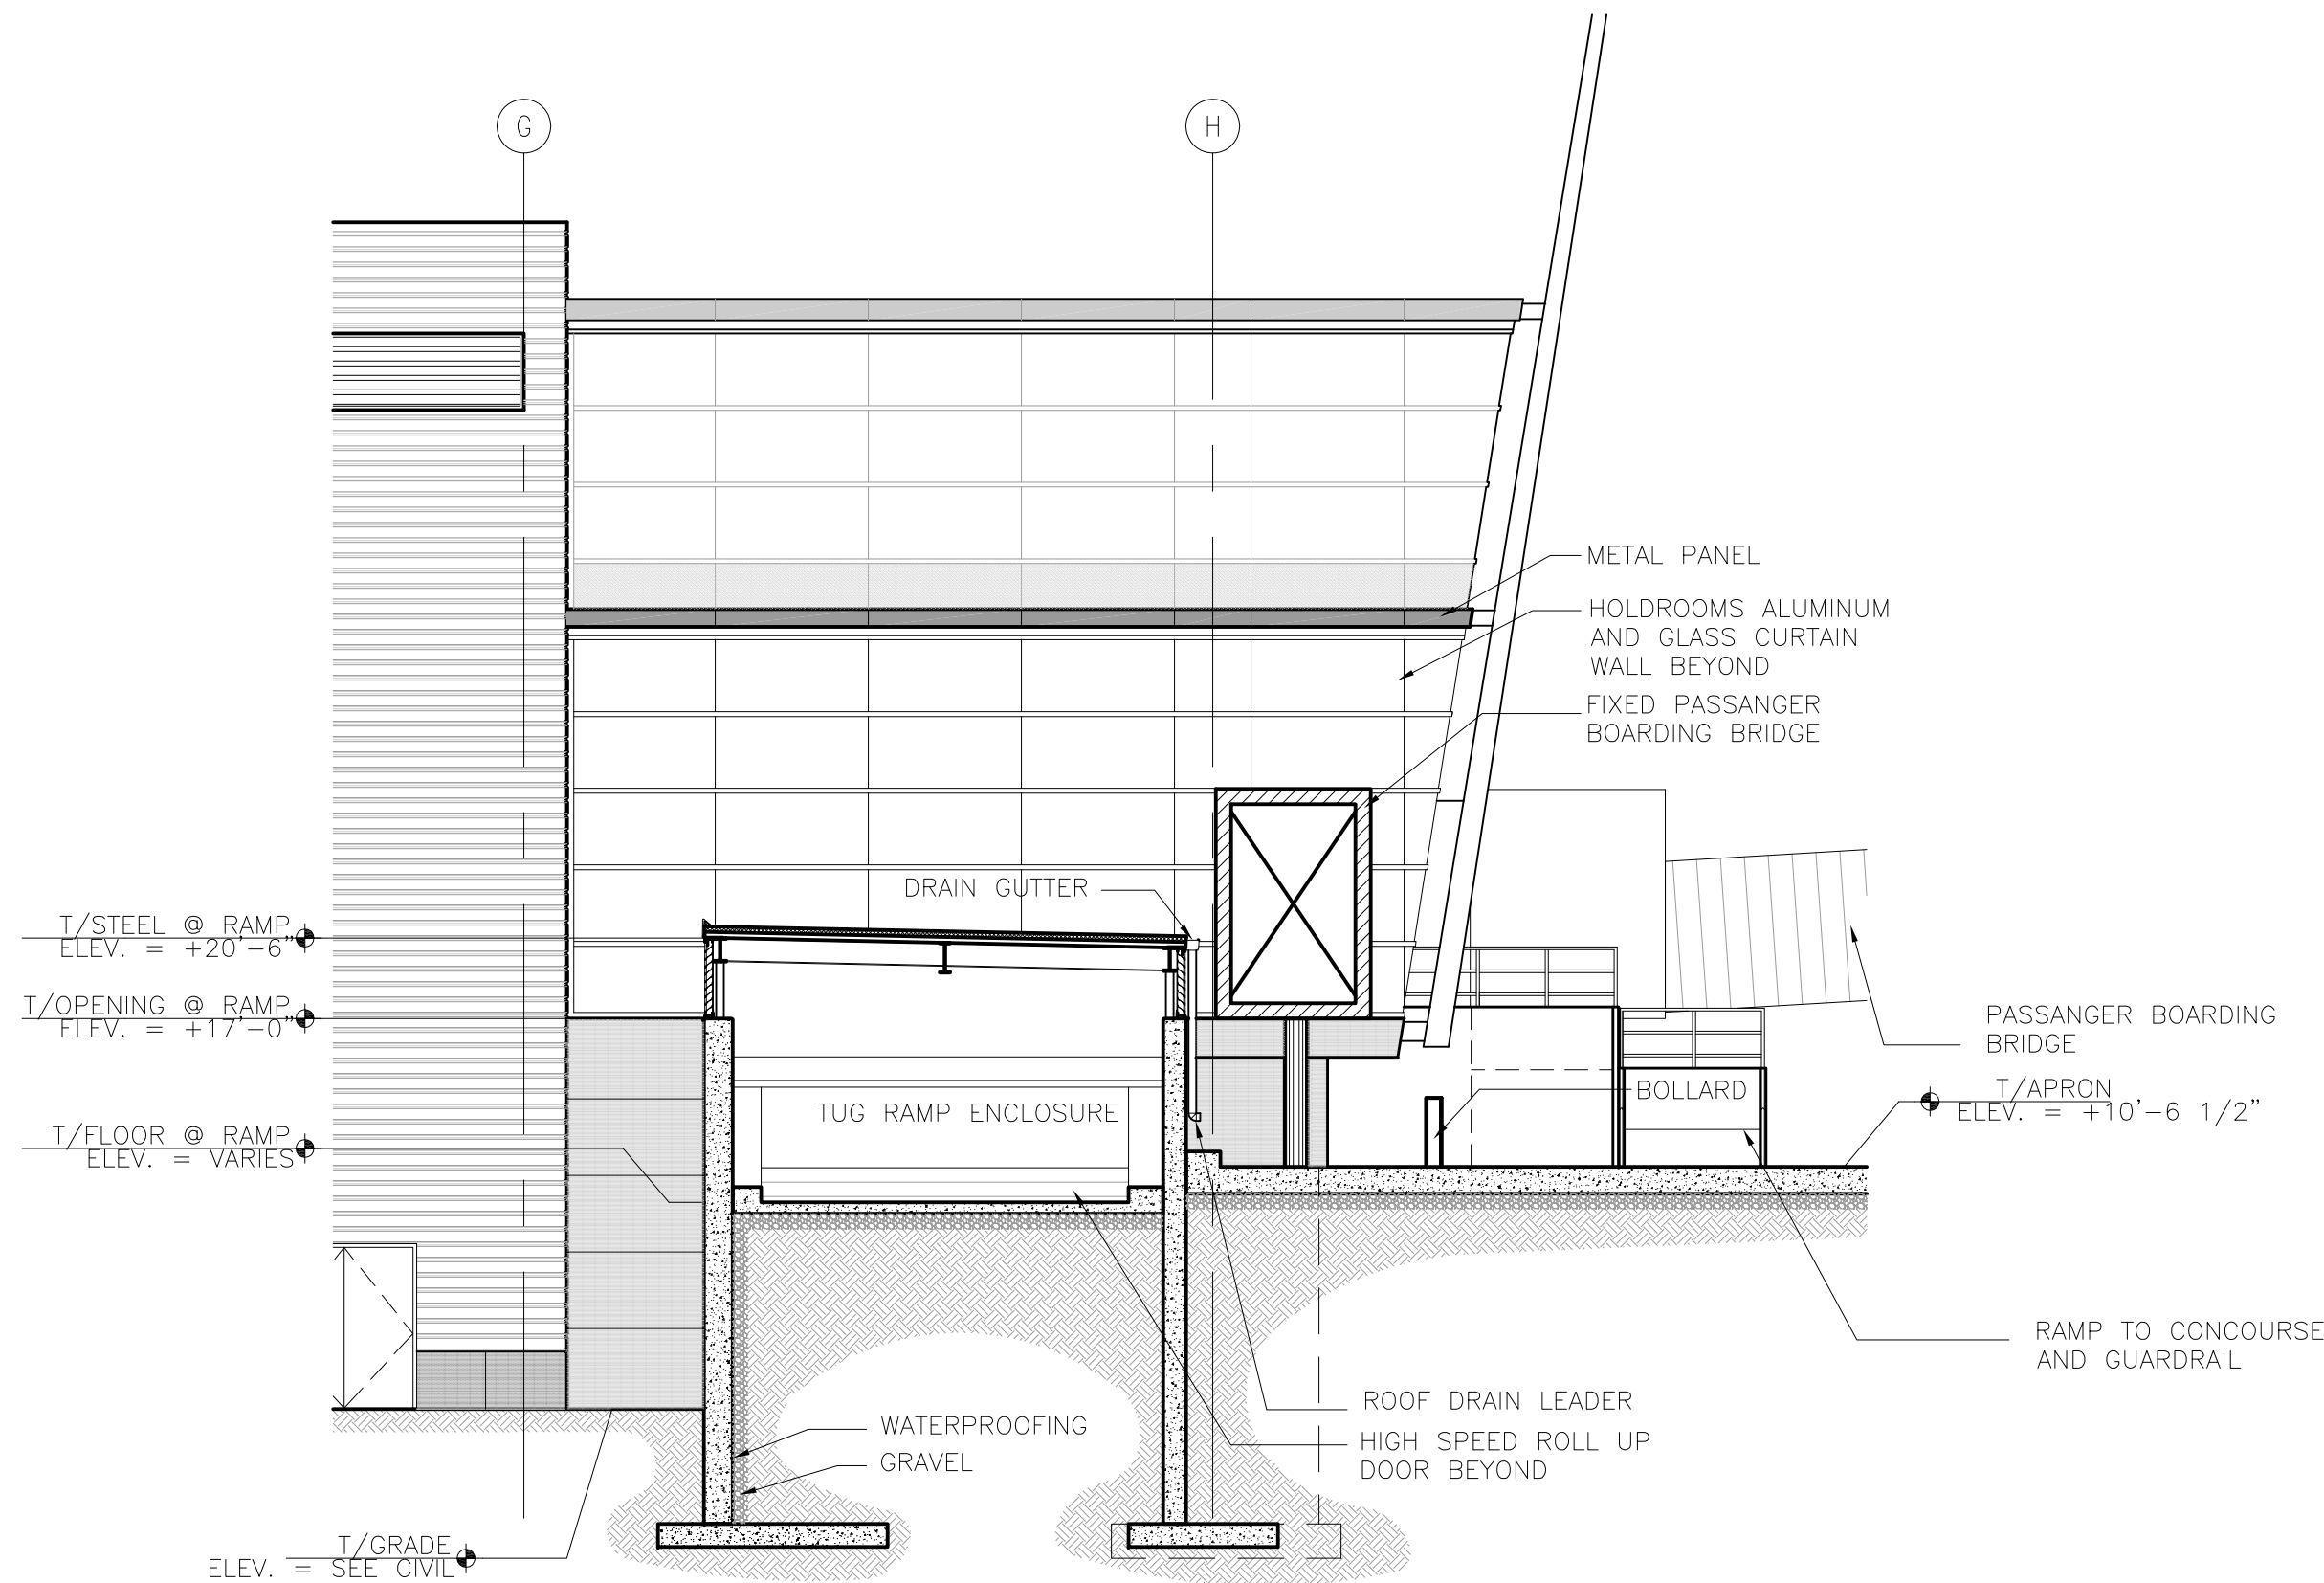 G
H
METAL PANEL
HOLDROOMS ALUMINUM
AND GLASS CURTAIN
WALL BEYOND
FIXED PASSANGER
BOARDING BRIDGE
DRAIN GUTTER
T/STEEL @ RAMP
ELEV. = +20'-6"
T/OPENING @ RAMP
ELEV. = +17'-0"
PASSANGER BOARDING
BRIDGE
BOLLARD
T/APRON
ELEV. = +10'-6 1/2"
TUG RAMP ENCLOSURE
T/FLOOR @ RAMP
ELEV. = VARIES
RAMP TO CONCOURSE
AND GUARDRAIL
ROOF DRAIN LEADER
WATERPROOFING
HIGH SPEED ROLL UP
DOOR BEYOND
GRAVEL
T/GRADE
ELEV. = SEE CIVIL